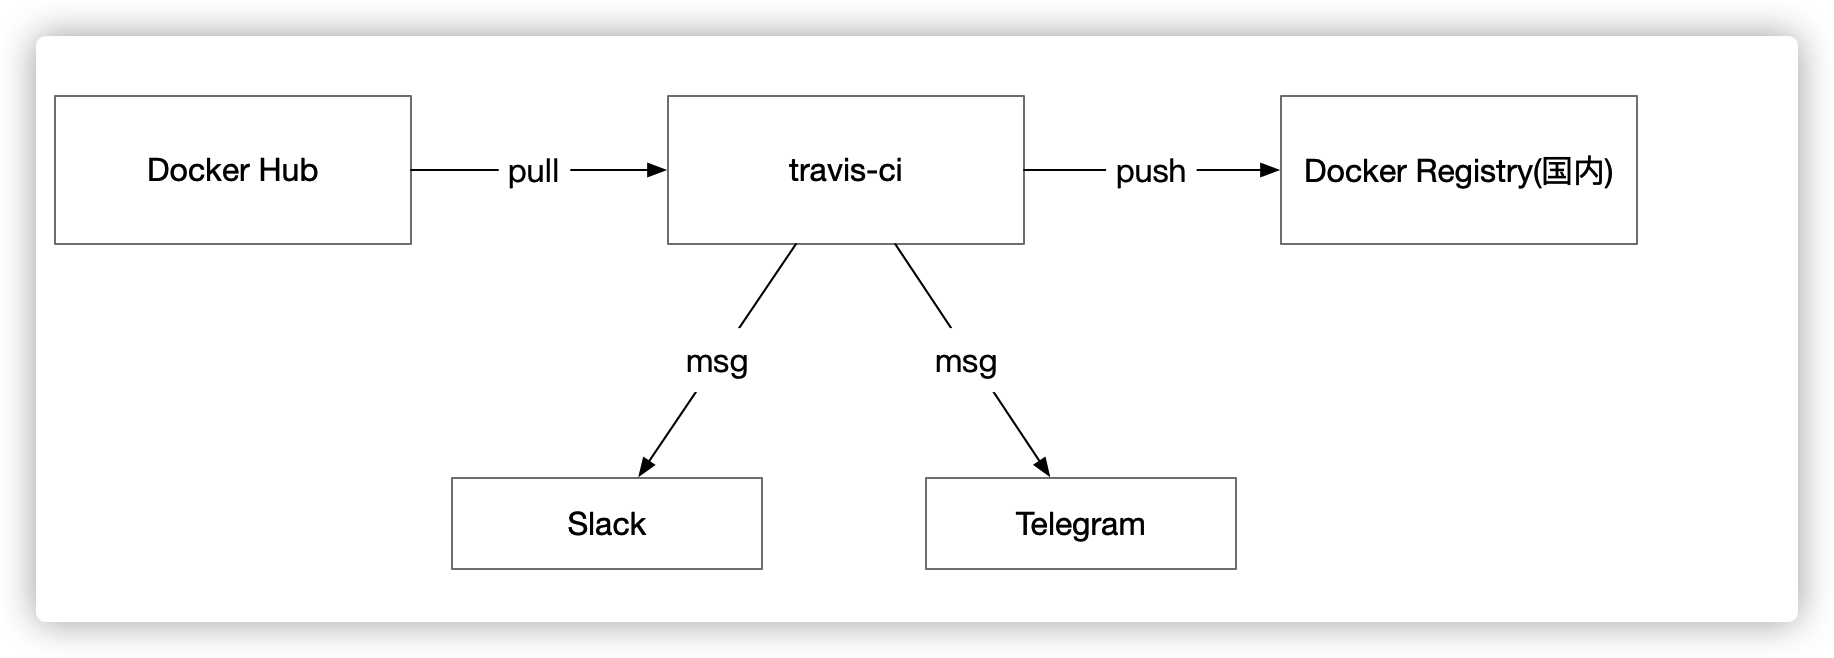 Docker Hub
pull
travis-ci
push
Docker Registry(国内)
msg
msg
Slack
Telegram